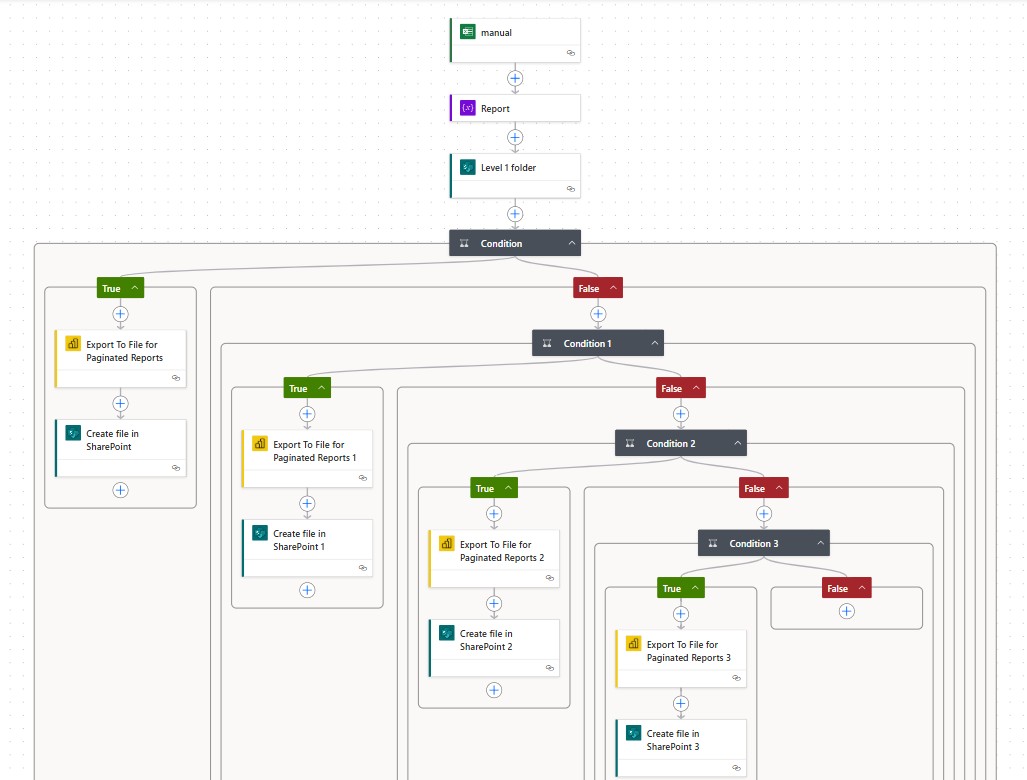 manual
{x}
Report
Level 1 folder
Condition
True
False
Export To File for
Paginated Reports
Create file in
SharePoint
Condition 1
True
False
Export To File for
Paginated Reports 1
Create file in
SharePoint 1
Condition 2
True
False
Export To File for
Paginated Reports 2
Create file in
SharePoint 2
Condition 3
True
False
Export To File for
Paginated Reports 3
Create file in
SharePoint 3